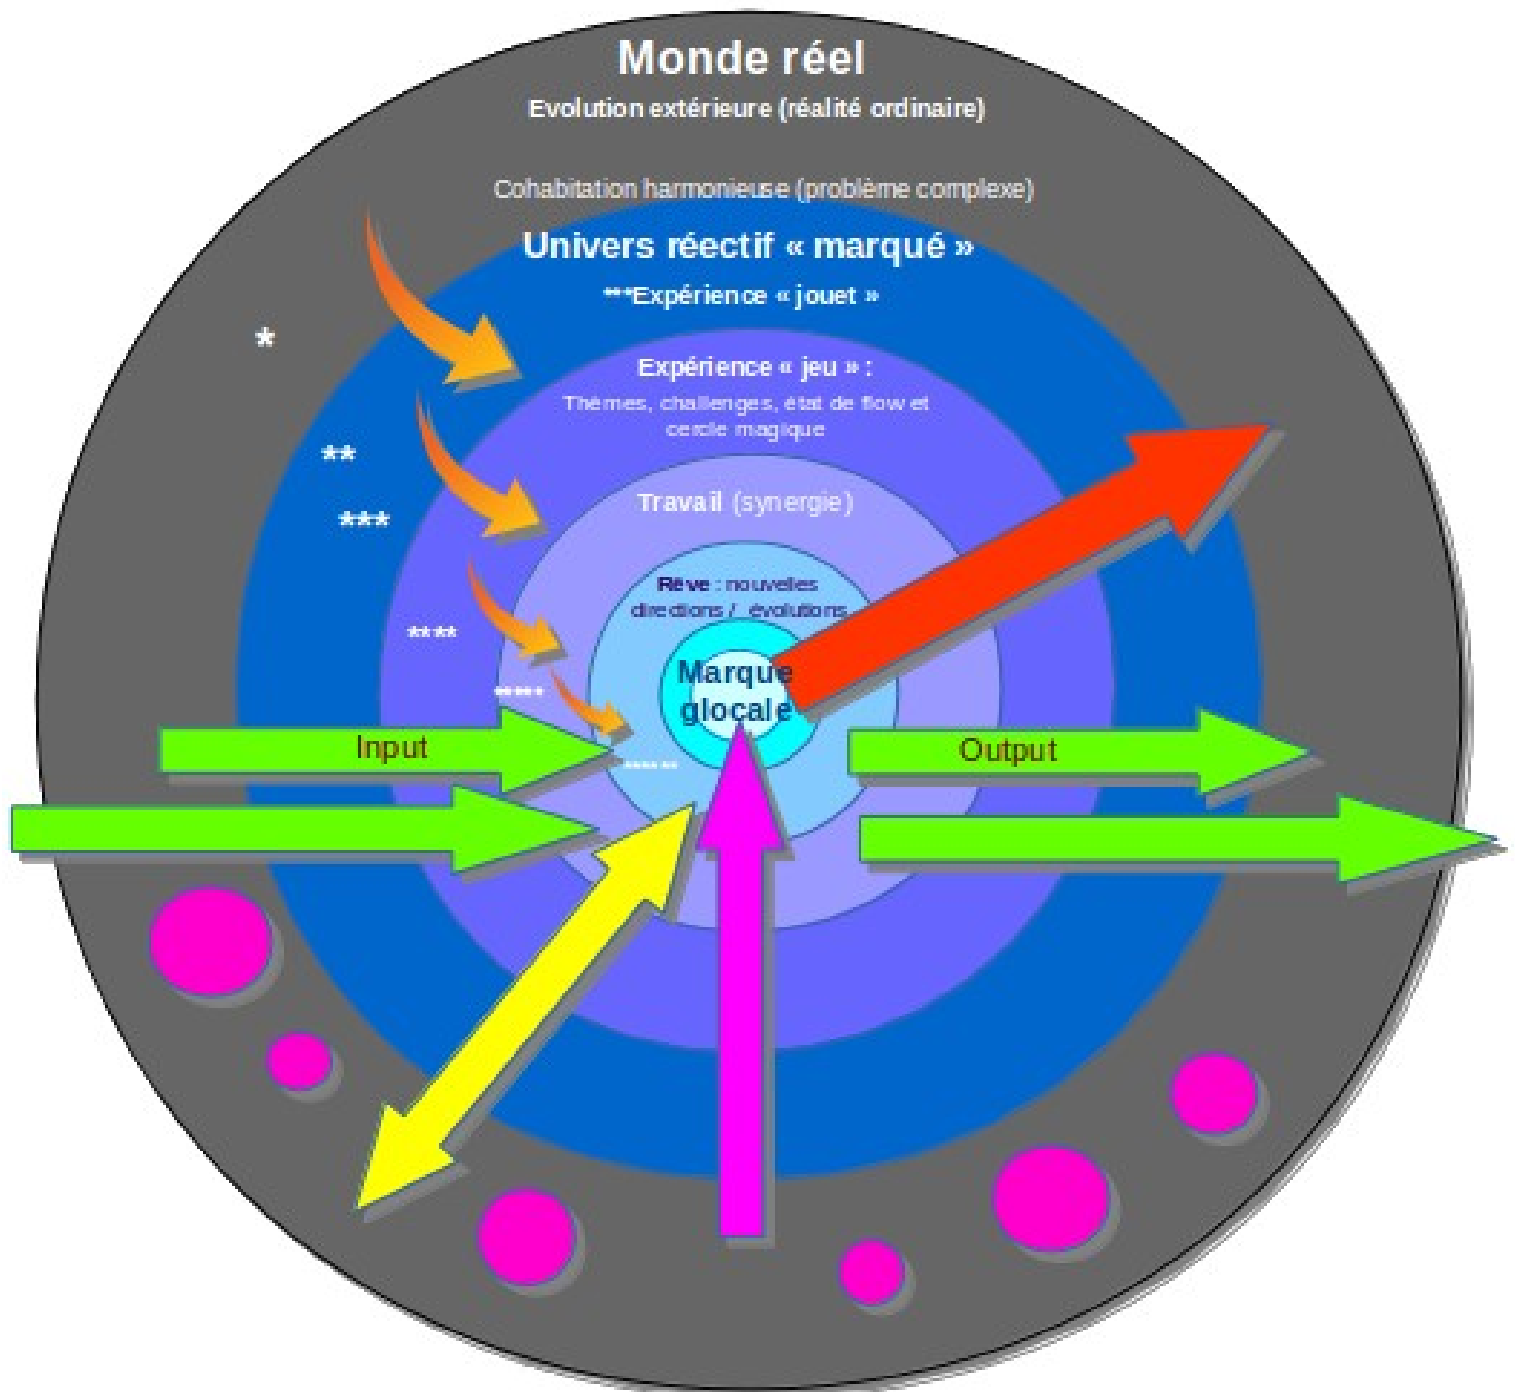 Monde réel
Evolution extérieure (réalité ordinaire)
Cohabitation harmonieuse (problème complexe)
Univers réectif « marqué »
***Expérience « jouet »
*
Expérience « jeu » :
Thèmes, challenges, état de flow et
cercle magique
**
Travail (synergie)
***
Rêve : nouvelles
directions / évolutions
****
Marque
glocale
*****
Input
Output
******